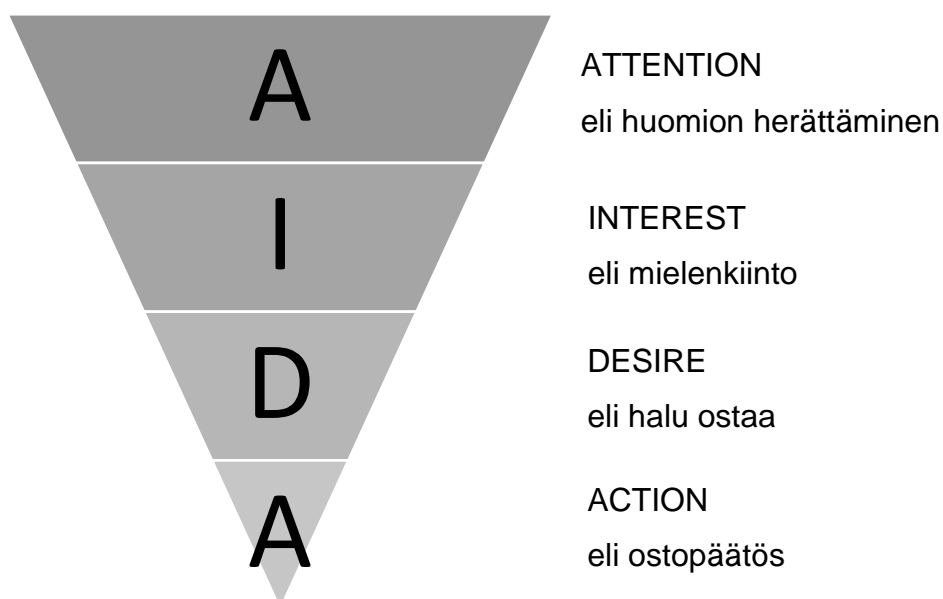 A
ATTENTION
eli huomion herättäminen
I
INTEREST
eli mielenkiinto
D
DESIRE
eli halu ostaa
A
ACTION
eli ostopäätös